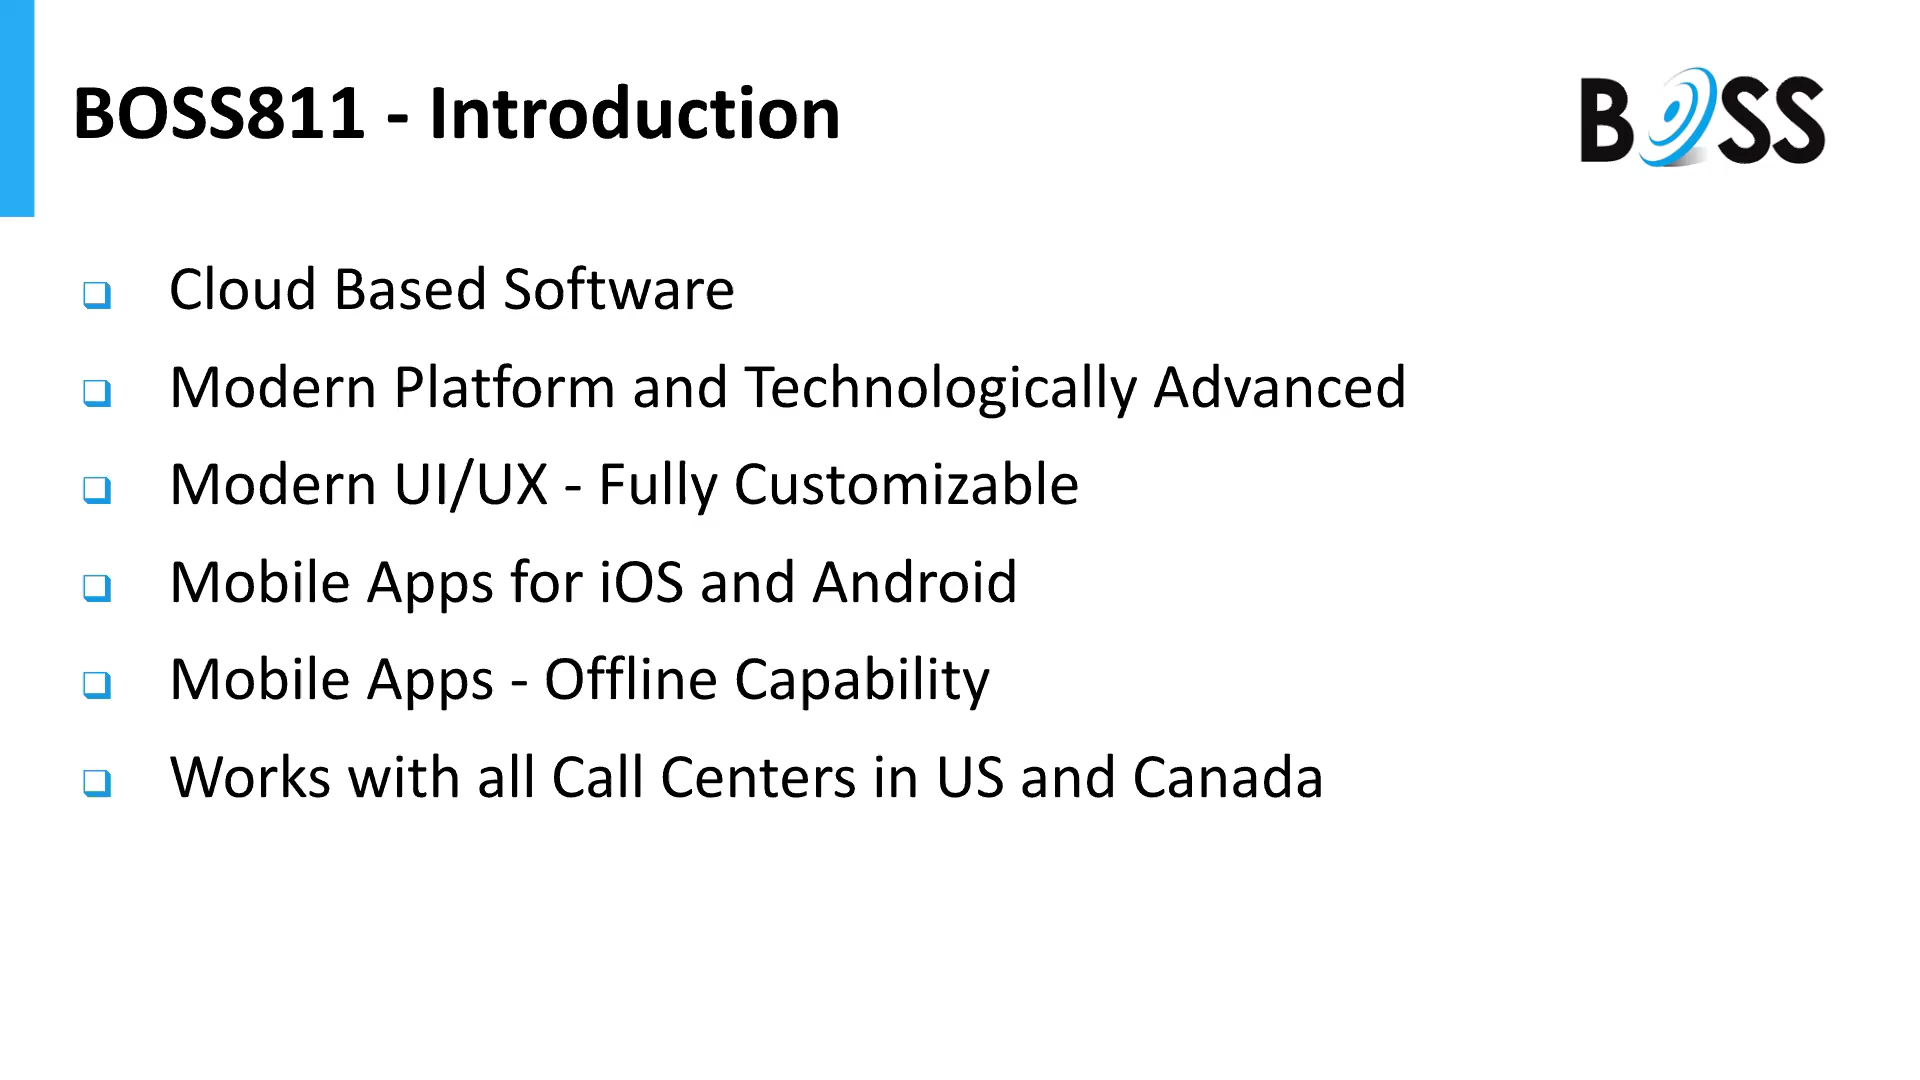 BOSS811 - Introduction
BOSS
Cloud Based Software
Modern Platform and Technologically Advanced
Modern UI/UX - Fully Customizable
Mobile Apps for iOS and Android
Mobile Apps - Offline Capability
Works with all Call Centers in US and Canada